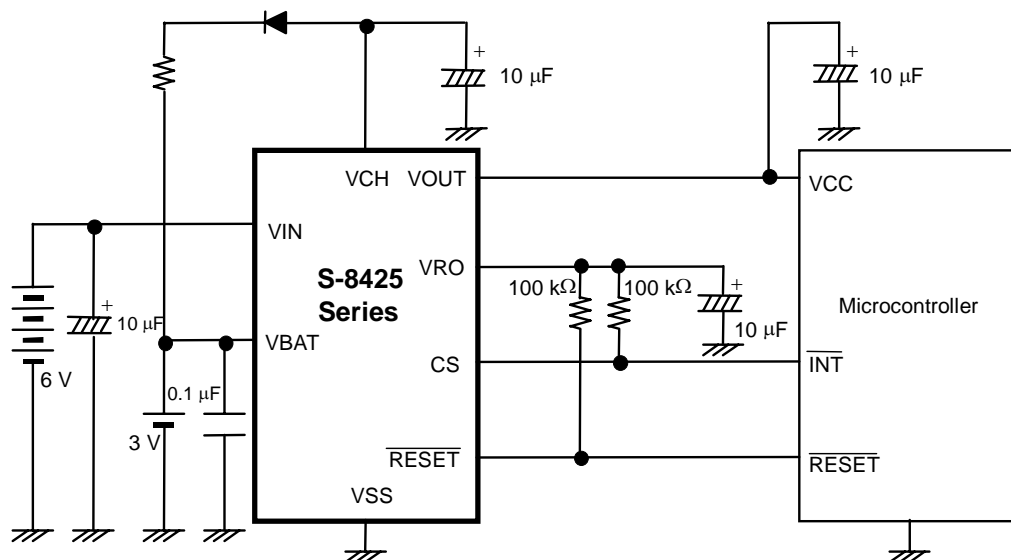 +
10 μF
+
10 μF
VCH
VOUT
VCC
VIN
S-8425
Series
VRO
100 kΩ
100 kΩ
+
10 μF
+
10 μF
Microcontroller
VBAT
CS
INT
6 V
0.1 μF
3 V
RESET
RESET
VSS